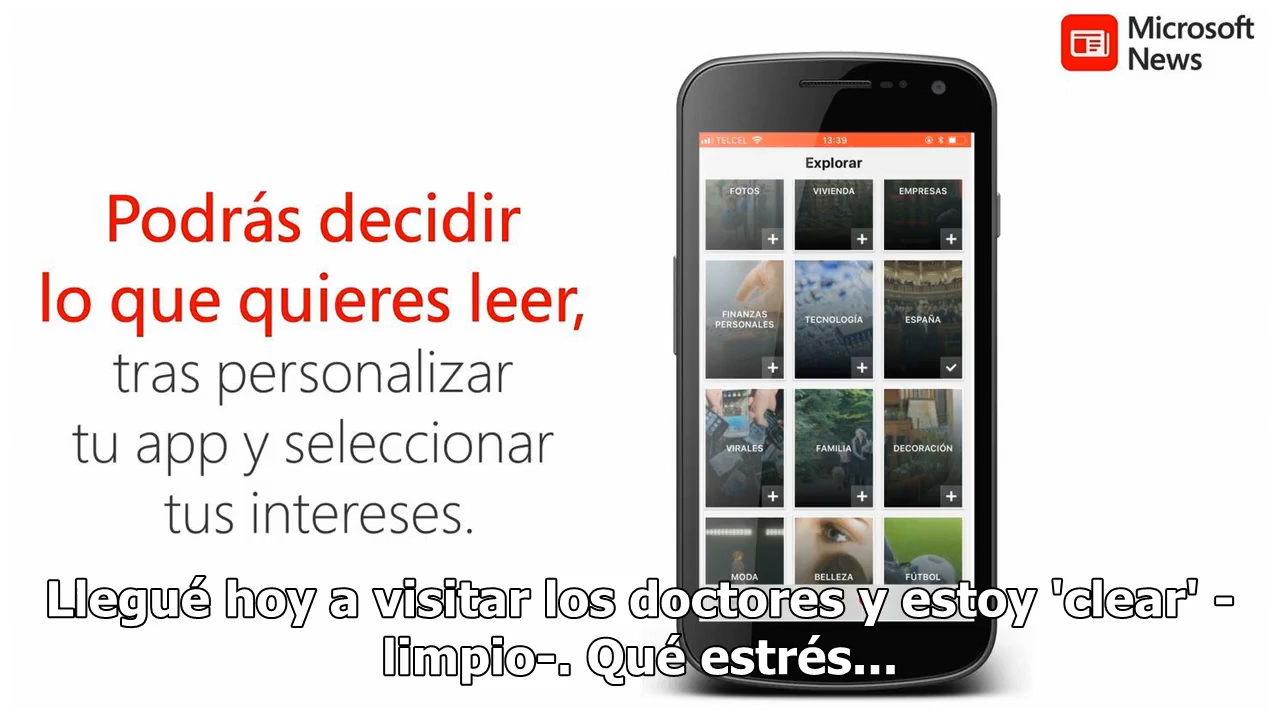 Microsoft
News
TELCEL
13:39
Explorar
FOTOS
VIVIENDA
EMPRESAS
FINANZAS
PERSONALES
TECNOLOGÍA
ESPAÑA
VIRALES
FAMILIA
DECORACIÓN
MODA
BELLEZA
FÚTBOL
Podrás decidir
lo que quieres leer,
tras personalizar
tu app y seleccionar
tus intereses.
Llegué hoy a visitar los doctores y estoy 'clear' -
limpio-. Qué estrés...